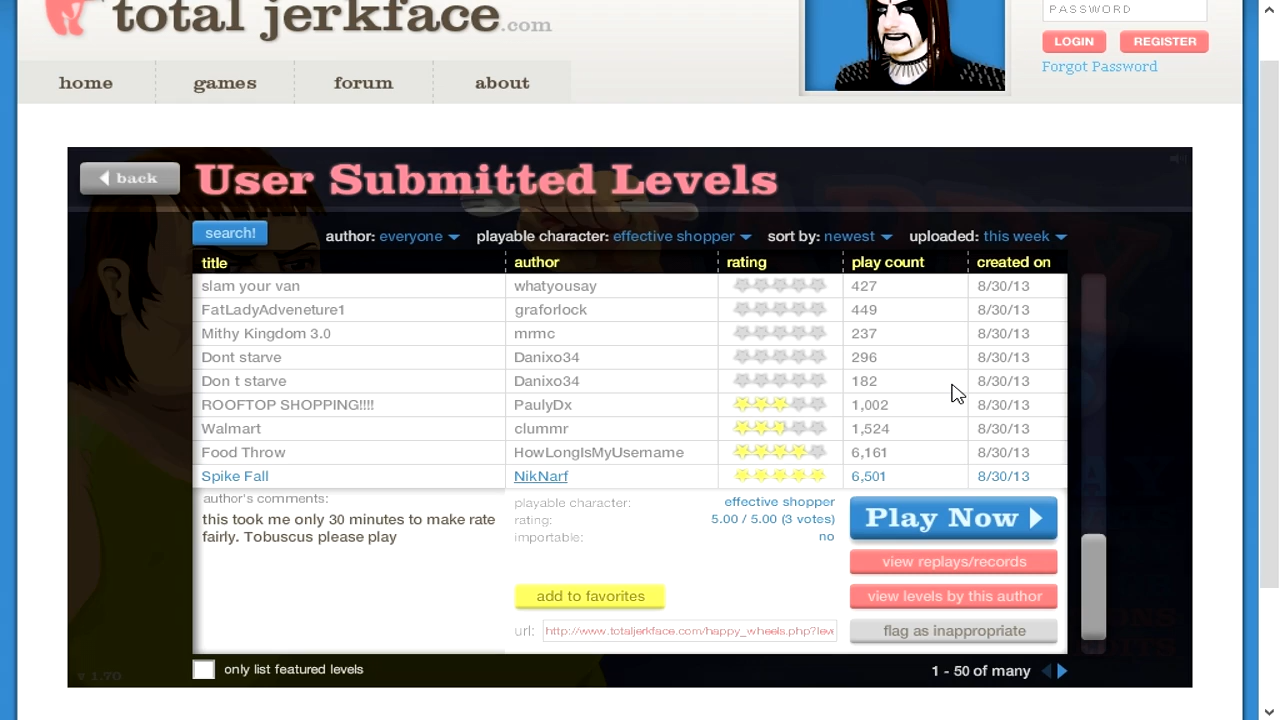 total jerkface.com
PASSWORD
LOGIN REGISTER
Forgot Password
home games forum about
back
User Submitted Levels
search! author: everyone playable character: effective shopper sort by: newest uploaded: this week
title author rating play count created on
slam your van whatyousay 427 8/30/13
FatLadyAdveneture1 graforlock 449 8/30/13
Mithy Kingdom 3.0 mrmc 237 8/30/13
Dont starve Danixo34 296 8/30/13
Don t starve Danixo34 182 8/30/13
ROOFTOP SHOPPING!!!! PaulyDx 1,002 8/30/13
Walmart clummr 1,524 8/30/13
Food Throw HowLongIsMyUsername 6,161 8/30/13
Spike Fall NikNarf 6,501 8/30/13
author's comments:
this took me only 30 minutes to make rate
fairly. Tobuscus please play
playable character: effective shopper
rating: 5.00 / 5.00 (3 votes)
importable: no
add to favorites
url: http://www.totaljerkface.com/happy_wheels.php?leve
Play Now
view replays/records
view levels by this author
flag as inappropriate
only list featured levels
1 - 50 of many
v 1.70